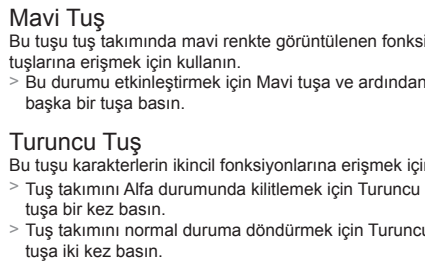 Mavi Tuş
Bu tuşu tuş takımında mavi renkte görüntülenen
tuşlarına erişmek için kullanın.
> Bu durumu etkinleştirmek için Mavi tuşa ve ardından
başka bir tuşa basın.
Turuncu Tuş
Bu tuşu karakterlerin ikincil fonksiyonlarına erişmek
> Tuş takımını Alfa durumunda kilitlemek için Turuncu
tuşa bir kez basın.
> Tuş takımını normal duruma döndürmek için Turuncu
tuşa iki kez basın.